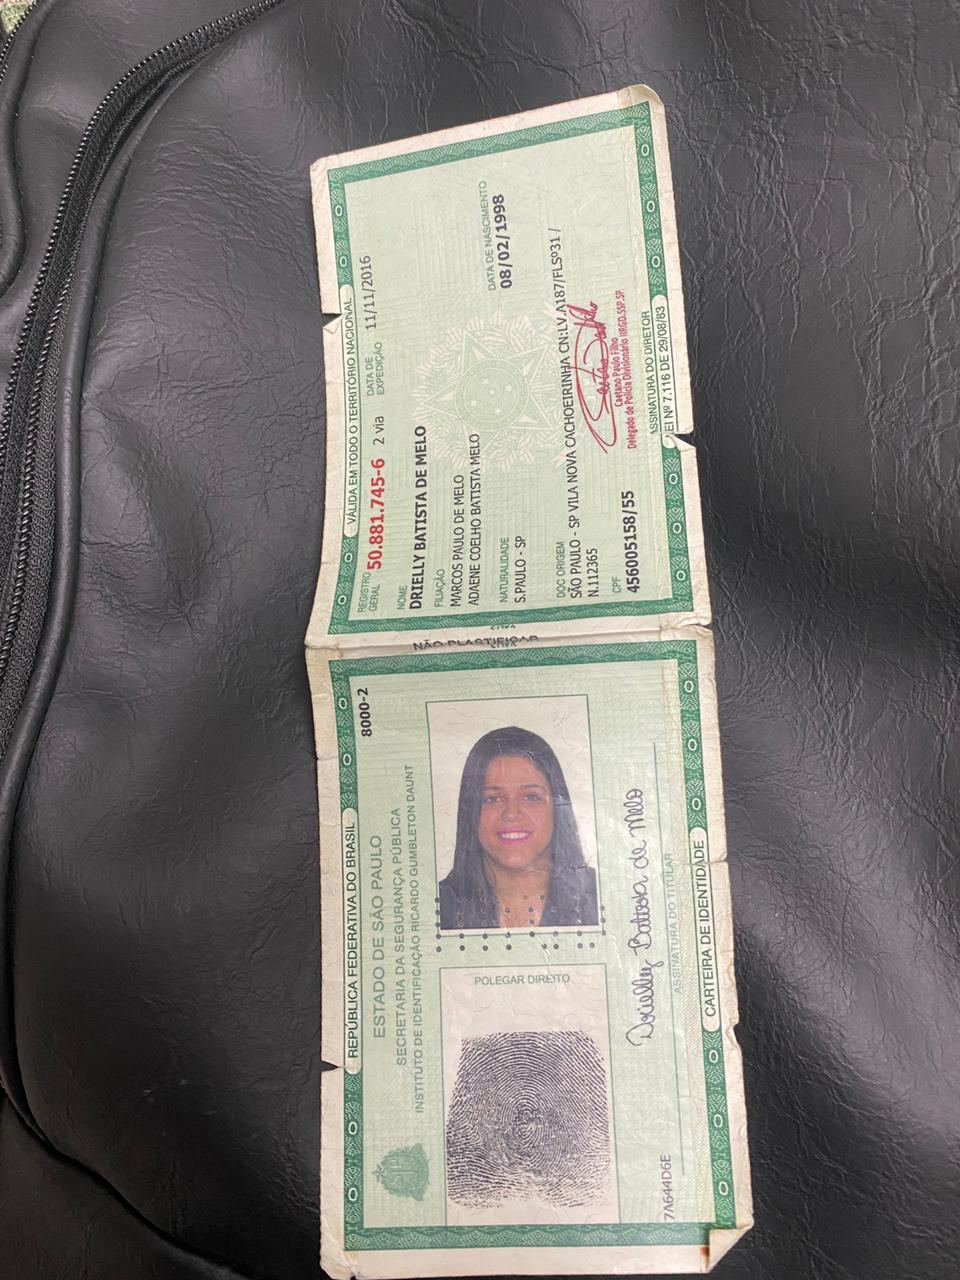 VÁLIDA EM TODO O TERRITÓRIO NACIONAL
REGISTRO GERAL 50.881.745-6 2 via DATA DE EXPEDIÇÃO 11/11/2016
NOME
DRIELLY BATISTA DE MELO
FILIAÇÃO
MARCOS PAULO DE MELO
ADAENE COELHO BATISTA MELO
NATURALIDADE
S.PAULO - SP
DATA DE NASCIMENTO
08/02/1998
DOC ORIGEM
SÃO PAULO - SP VILA NOVA CACHOEIRINHA CN:LV.A187/FLSº31 /
N.112365
CPF
456005158/55
Caetano Paulo Filho
Delegado de Polícia Divisionário IIRGD.SSP.SP
ASSINATURA DO DIRETOR
LEI Nº 7.116 DE 29/08/83
NÃO PLASTIFICAR
REPÚBLICA FEDERATIVA DO BRASIL
8000-2
ESTADO DE SÃO PAULO
SECRETARIA DA SEGURANÇA PÚBLICA
INSTITUTO DE IDENTIFICAÇÃO RICARDO GUMBLETON DAUNT
POLEGAR DIREITO
Drielly Batista de Melo
7A644D6E
ASSINATURA DO TITULAR
CARTEIRA DE IDENTIDADE